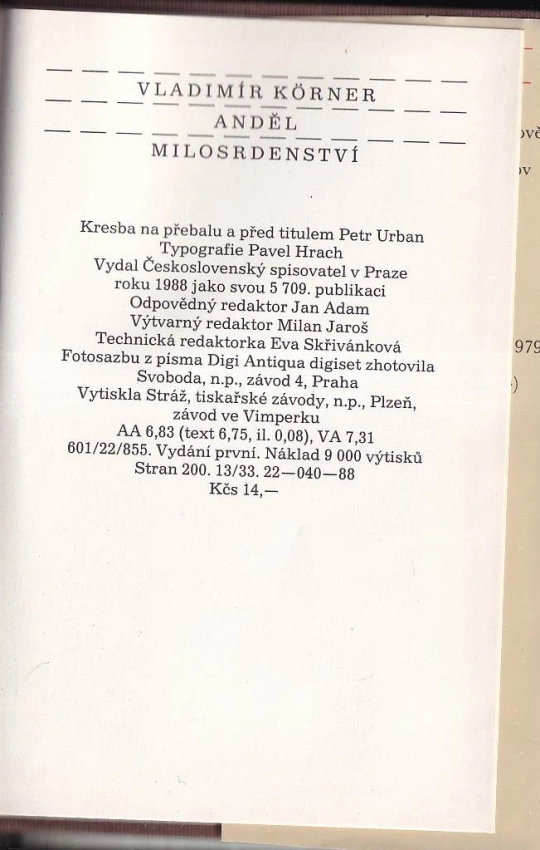 VLADIMÍR KÖRNER
ANDĚL
MILOSRDENSTVÍ
Kresba na přebalu a před titulem Petr Urban
Typografie Pavel Hrach
Vydal Československý spisovatel v Praze
roku 1988 jako svou 5 709. publikaci
Odpovědný redaktor Jan Adam
Výtvarný redaktor Milan Jaroš
Technická redaktorka Eva Skřivánková
Fotosazbu z písma Digi Antiqua digiset zhotovila
Svoboda, n.p., závod 4, Praha
Vytiskla Stráž, tiskařské závody, n.p., Plzeň,
závod ve Vimperku
AA 6,83 (text 6,75, il. 0,08), VA 7,31
601/22/855. Vydání první. Náklad 9 000 výtisků
Stran 200. 13/33. 22—040—88
Kčs 14,—
979